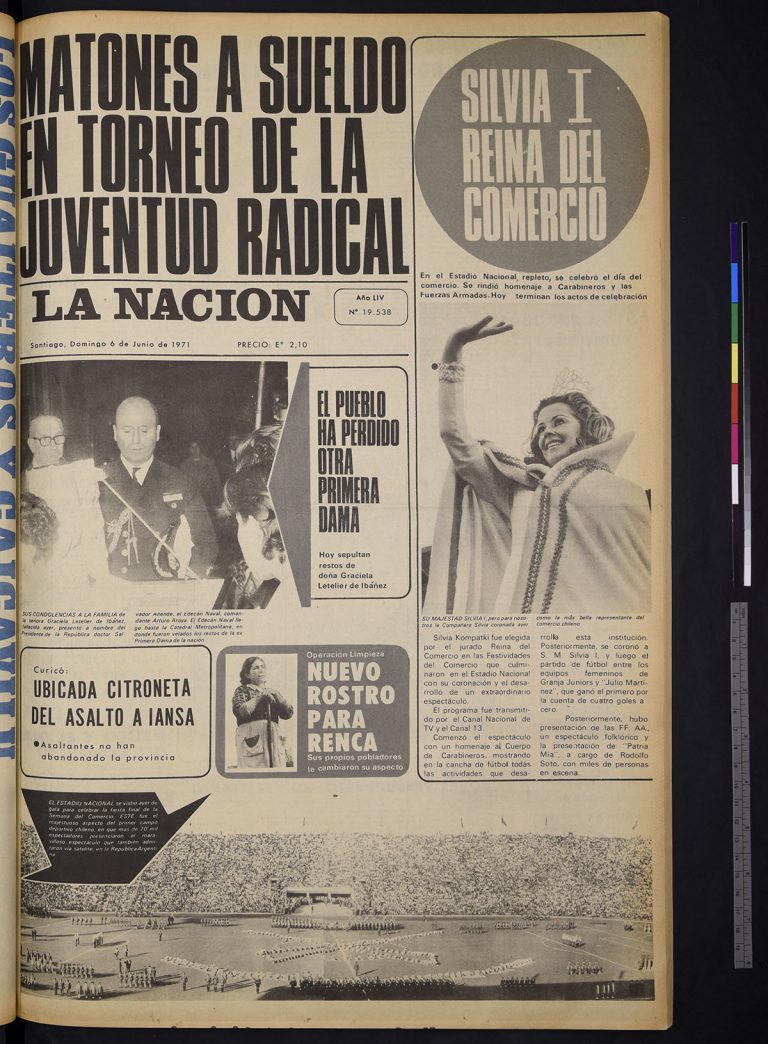 MATONES A SUELDO
EN TORNEO DE LA
JUVENTUD RADICAL
LA NACION
Año LIV
N° 19.538
Santiago, Domingo 6 de Junio de 1971
PRECIO: E° 2,10
SILVIA I
REINA DEL
COMERCIO
En el Estadio Nacional, repleto, se celebró el día del
comercio. Se rindió homenaje a Carabineros y las
Fuerzas Armadas. Hoy terminan los actos de celebración
EL PUEBLO
HA PERDIDO
OTRA
PRIMERA
DAMA
Hoy sepultan
restos de
doña Graciela
Letelier de Ibáñez
SUS CONDOLENCIAS A LA FAMILIA de
la señora Graciela Letelier de Ibáñez,
fallecida ayer, presentó a nombre del
Presidente de la República doctor Sal-
vador Allende, el Edecán Naval, coman-
dante Arturo Araya. El Edecán Naval lle-
gó hasta la Catedral Metropolitana, en
donde fueron velados los restos de la ex
Primera Dama de la nación
SU MAJESTAD SILVIA I, pero para noso-
tros la Compañera Silvia coronada ayer
como la más bella representante del
comercio chileno
Silvia Kompatki fue elegida
por el jurado Reina del
Comercio en las Festividades
del Comercio que culmi-
naron en el Estadio Nacional
con su coronación y el desa-
rrollo de un extraordinario
espectáculo.
El programa fue transmiti-
do por el Canal Nacional de
TV y el Canal 13.
Comenzó el espectáculo
con un homenaje al Cuerpo
de Carabineros, mostrando
en la cancha de fútbol todas
las actividades que desa-
rrolla esta institución.
Posteriormente, se coronó a
S. M. Silvia I, y luego el
partido de fútbol entre los
equipos femeninos de
Granja Juniors y "Julio Martí-
nez", que ganó el primero por
la cuenta de cuatro goles a
cero.
Posteriormente, hubo
presentación de las FF. AA.,
un espectáculo folklórico y
la presentación de "Patria
Mía", a cargo de Rodolfo
Soto, con miles de personas
en escena.
Curicó:
UBICADA CITRONETA
DEL ASALTO A IANSA
●Asaltantes no han
abandonado la provincia
Operación Limpieza
NUEVO
ROSTRO
PARA
RENCA
Sus propios pobladores
le cambiaron su aspecto
EL ESTADIO NACIONAL se vistió ayer de
gala para celebrar la fiesta final de la
Semana del Comercio. ESTE fue el
majestuoso aspecto del primer campo
deportivo chileno, en que más de 70 mil
espectadores presenciaron el mara-
villoso espectáculo que también admi-
raron vía satélite, en la República Argenti-
na